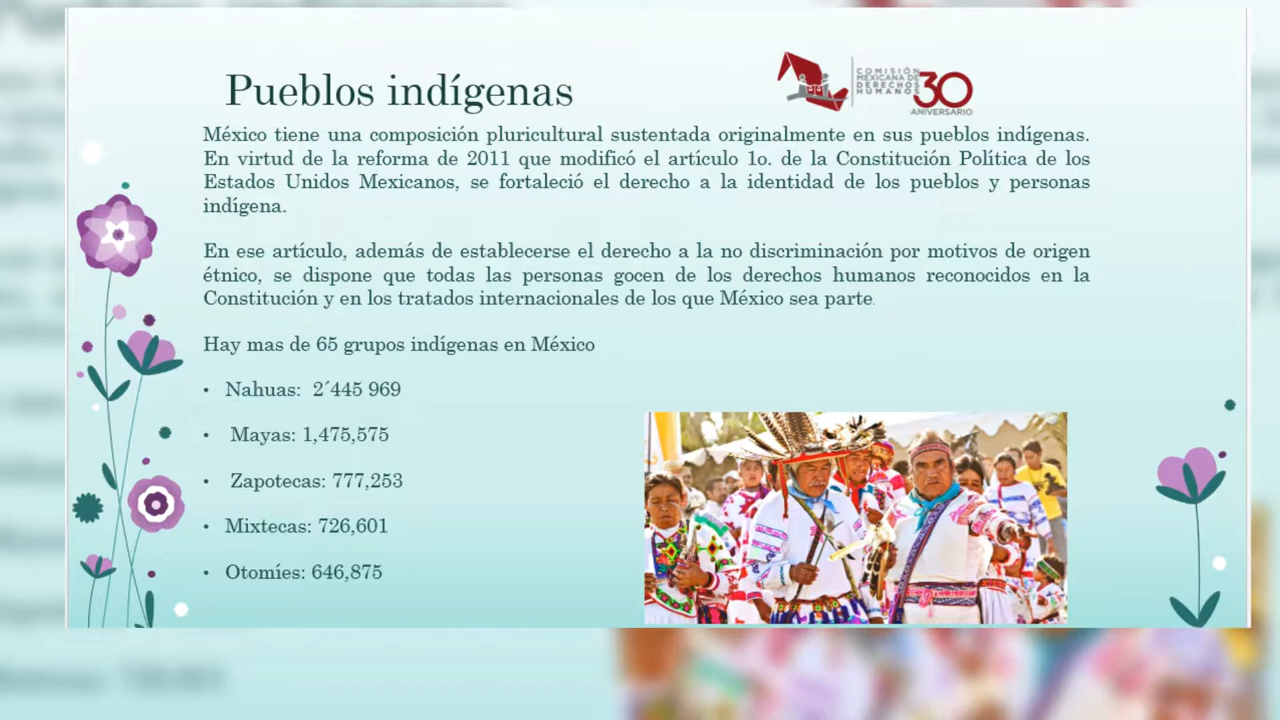 Pueblos indígenas
COMISIÓN
MEXICANA DE
DERECHOS
HUMANOS
30
ANIVERSARIO
México tiene una composición pluricultural sustentada originalmente en sus pueblos indígenas.
En virtud de la reforma de 2011 que modificó el artículo 1o. de la Constitución Política de los
Estados Unidos Mexicanos, se fortaleció el derecho a la identidad de los pueblos y personas
indígena.
En ese artículo, además de establecerse el derecho a la no discriminación por motivos de origen
étnico, se dispone que todas las personas gocen de los derechos humanos reconocidos en la
Constitución y en los tratados internacionales de los que México sea parte.
Hay mas de 65 grupos indígenas en México
• Nahuas: 2´445 969
• Mayas: 1,475,575
• Zapotecas: 777,253
• Mixtecas: 726,601
• Otomíes: 646,875